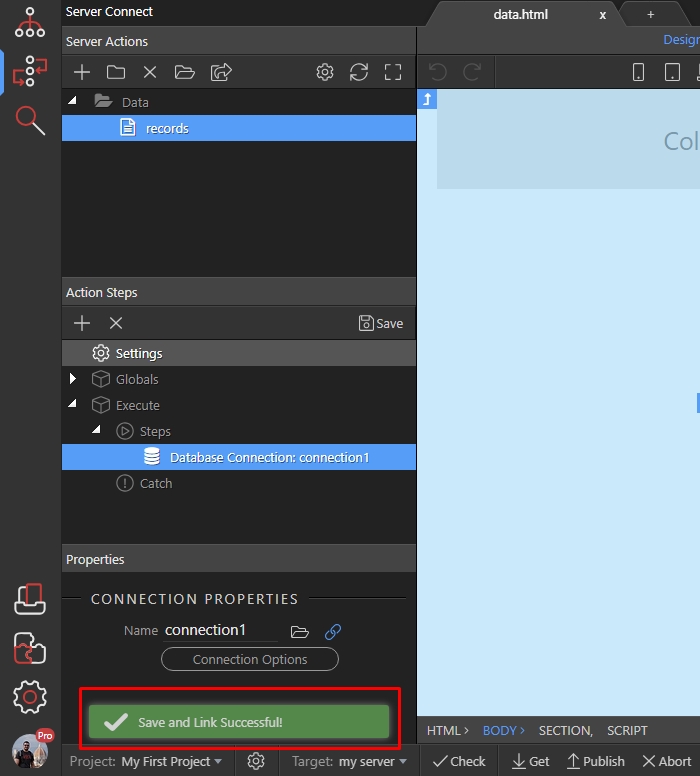 Server Connect
Server Actions
Data
records
Action Steps
Save
Settings
Globals
Execute
Steps
Database Connection: connection1
Catch
Properties
CONNECTION PROPERTIES
Name connection1
Connection Options
Save and Link Successful!
Pro
Project: My First Project
Target: my server
data.html x +
Design
Col
HTML > BODY > SECTION, SCRIPT
Check Get Publish Abort